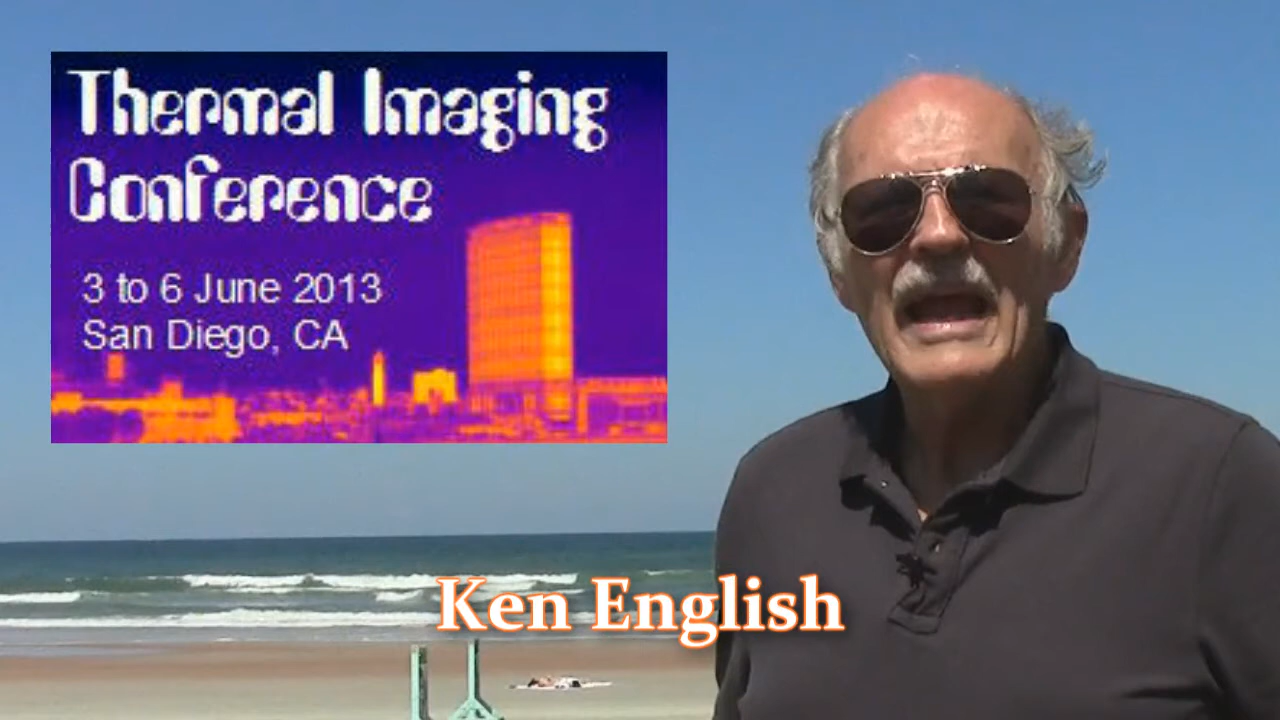 Thermal Imaging
Conference
3 to 6 June 2013
San Diego, CA
Ken English